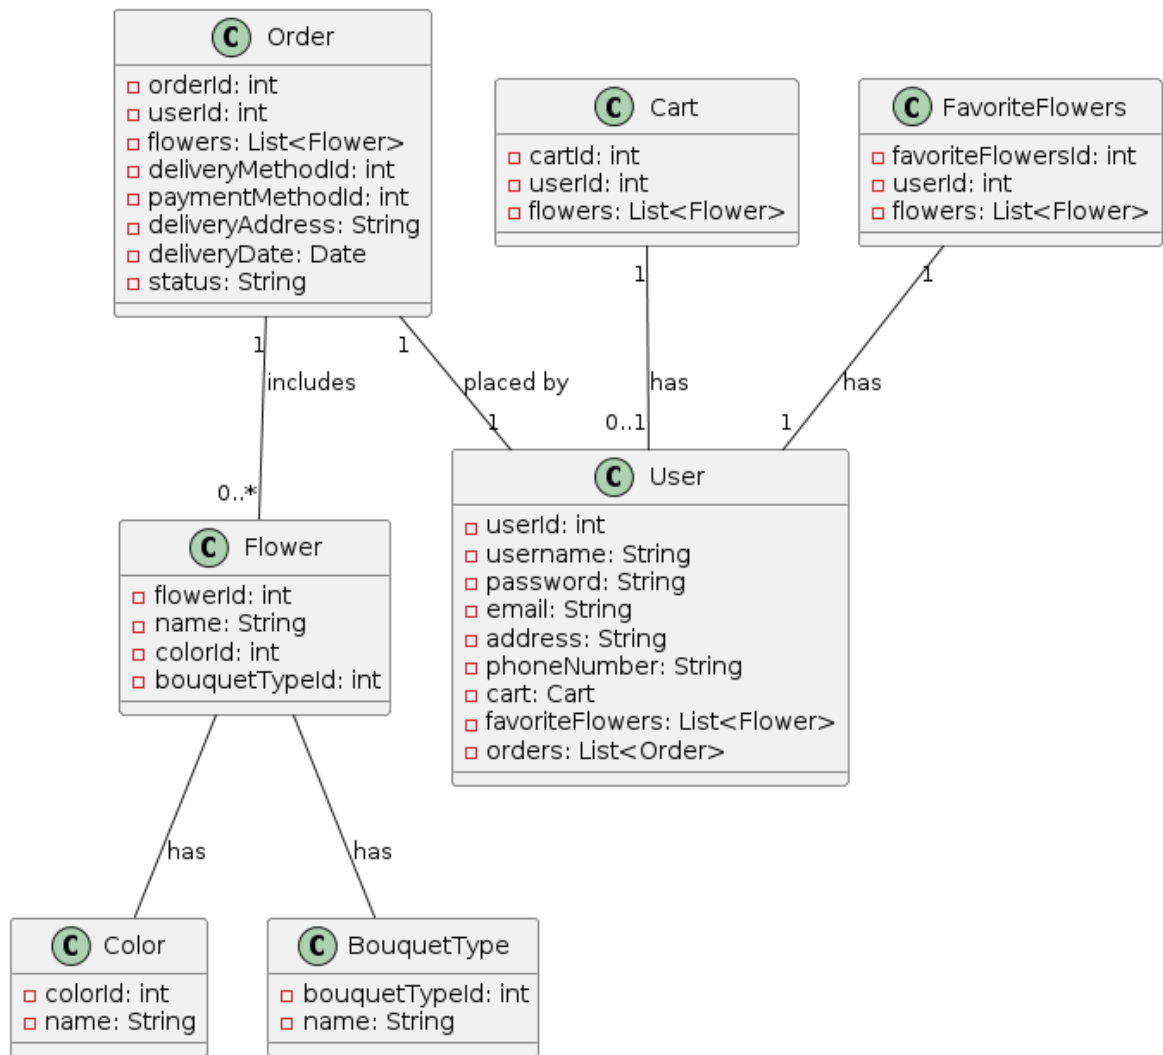 C Order
orderId: int
userId: int
flowers: List<Flower>
deliveryMethodId: int
paymentMethodId: int
deliveryAddress: String
deliveryDate: Date
status: String
C Cart
cartId: int
userId: int
flowers: List<Flower>
C FavoriteFlowers
favoriteFlowersId: int
userId: int
flowers: List<Flower>
1
includes
0..*
1
placed by
1
1
has
0..1
1
has
1
C Flower
flowerId: int
name: String
colorId: int
bouquetTypeId: int
C User
userId: int
username: String
password: String
email: String
address: String
phoneNumber: String
cart: Cart
favoriteFlowers: List<Flower>
orders: List<Order>
has
has
C Color
colorId: int
name: String
C BouquetType
bouquetTypeId: int
name: String